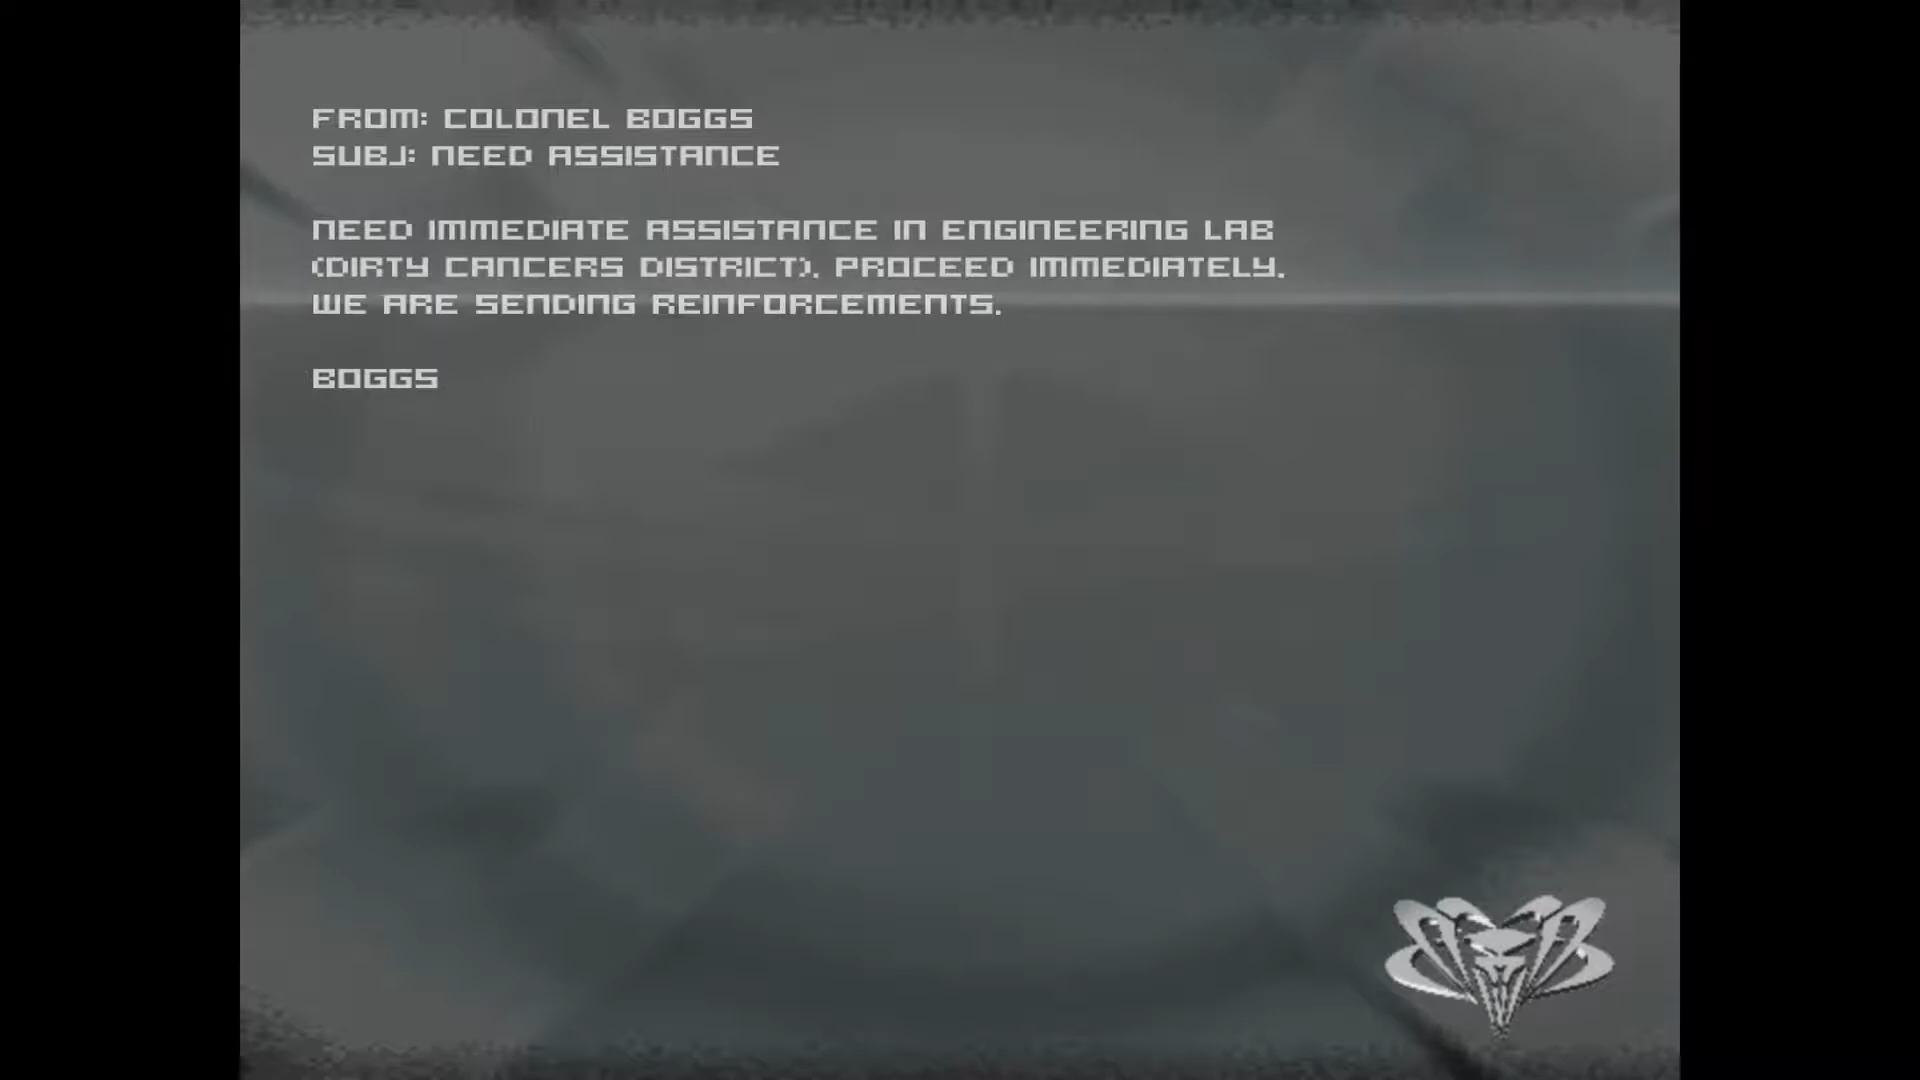 FROM: COLONEL BOGGS
SUBJ: NEED ASSISTANCE
NEED IMMEDIATE ASSISTANCE IN ENGINEERING LAB
(DIRTY CANCERS DISTRICT). PROCEED IMMEDIATELY.
WE ARE SENDING REINFORCEMENTS.
BOGGS